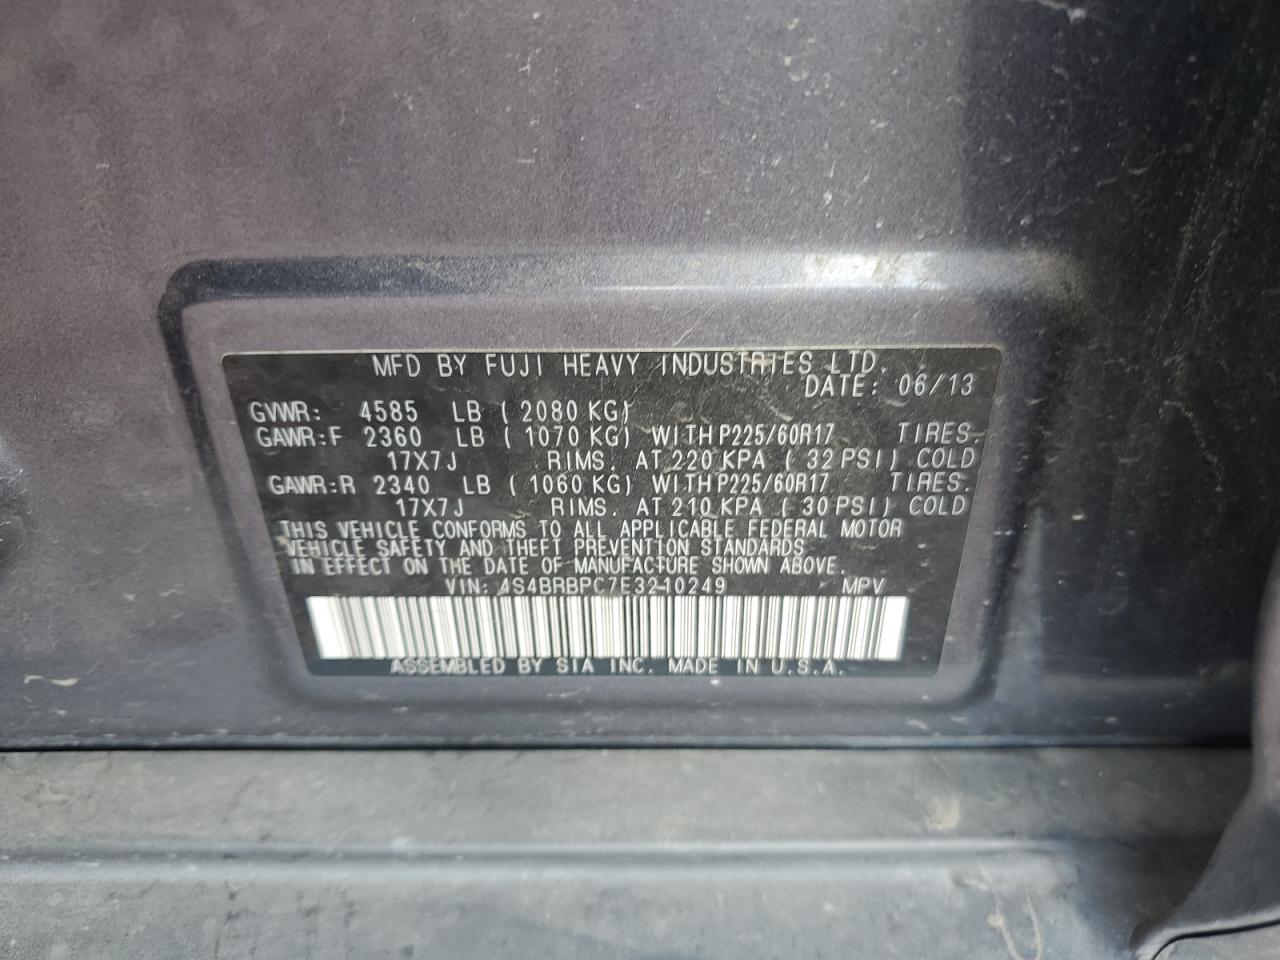 MFD BY FUJI HEAVY INDUSTRIES LTD.
DATE: 06/13
GVWR: 4585 LB ( 2080 KG)
GAWR:F 2360 LB ( 1070 KG) WITH P225/60R17 TIRES.
17X7J RIMS. AT 220 KPA ( 32 PSI) COLD
GAWR:R 2340 LB ( 1060 KG) WITH P225/60R17 TIRES.
17X7J RIMS. AT 210 KPA ( 30 PSI) COLD
THIS VEHICLE CONFORMS TO ALL APPLICABLE FEDERAL MOTOR
VEHICLE SAFETY AND THEFT PREVENTION STANDARDS
IN EFFECT ON THE DATE OF MANUFACTURE SHOWN ABOVE.
VIN: 4S4BRBPC7E3210249 MPV
ASSEMBLED BY SIA INC. MADE IN U.S.A.